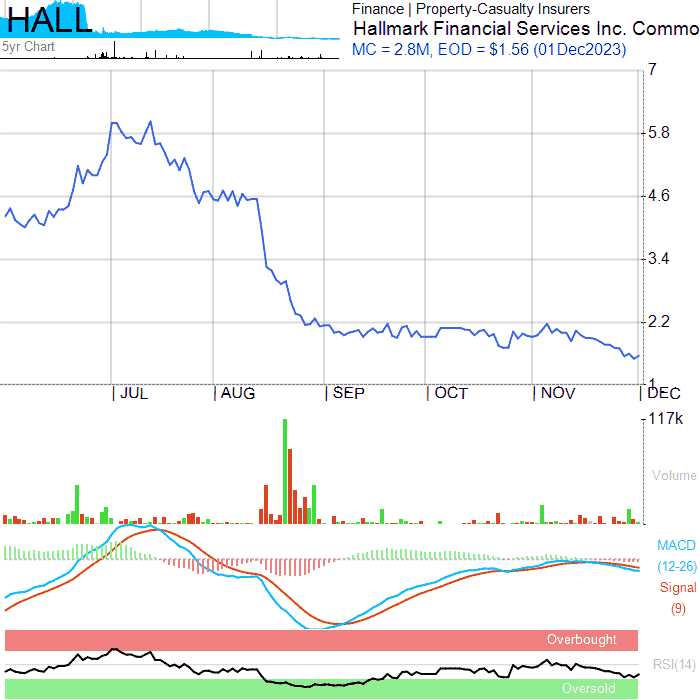 HALL
5yr Chart
Finance | Property-Casualty Insurers
Hallmark Financial Services Inc. Commo
MC = 2.8M, EOD = $1.56 (01Dec2023)
7
5.8
4.6
3.4
2.2
1
JUL AUG SEP OCT NOV DEC
117k
Volume
MACD
(12-26)
Signal
(9)
Overbought
RSI(14)
Oversold